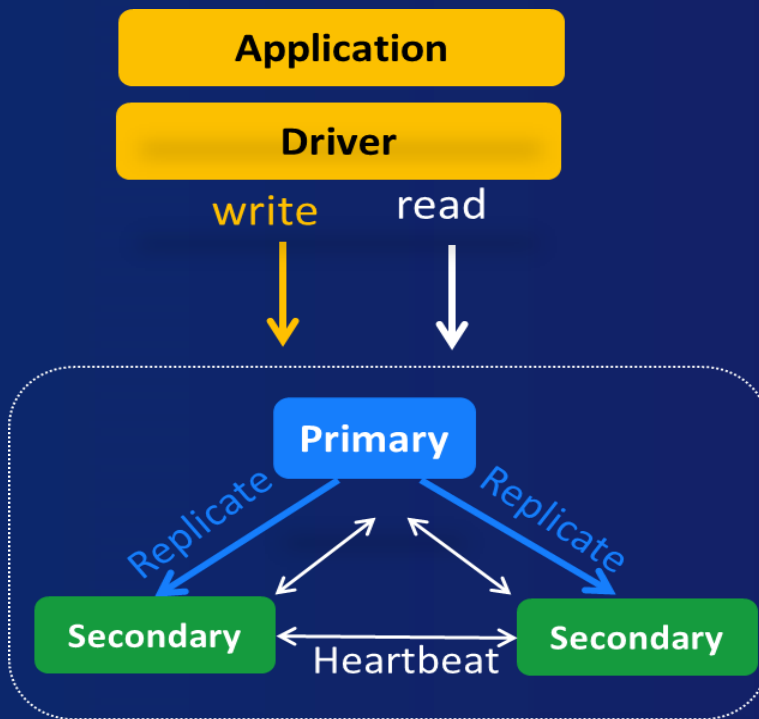 Application
Driver
write
read
Primary
Replicate
Replicate
Secondary
Secondary
Heartbeat